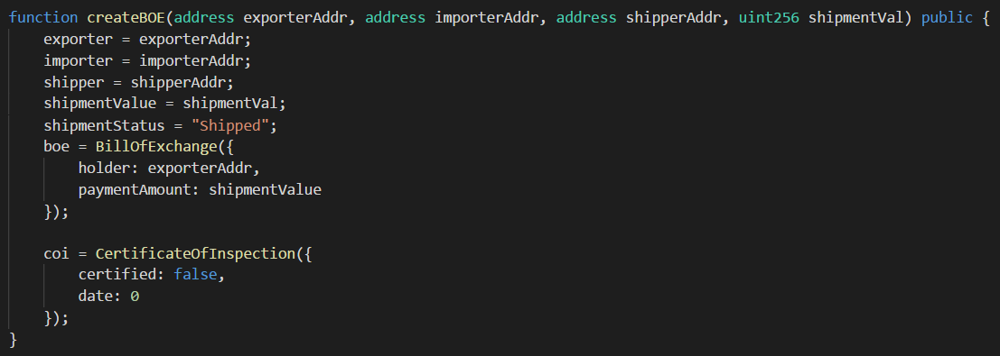 function createBOE(address exporterAddr, address importerAddr, address shipperAddr, uint256 shipmentVal) public {
    exporter = exporterAddr;
    importer = importerAddr;
    shipper = shipperAddr;
    shipmentValue = shipmentVal;
    shipmentStatus = "Shipped";
    boe = BillOfExchange({
        holder: exporterAddr,
        paymentAmount: shipmentValue
    });

    coi = CertificateOfInspection({
        certified: false,
        date: 0
    });
}